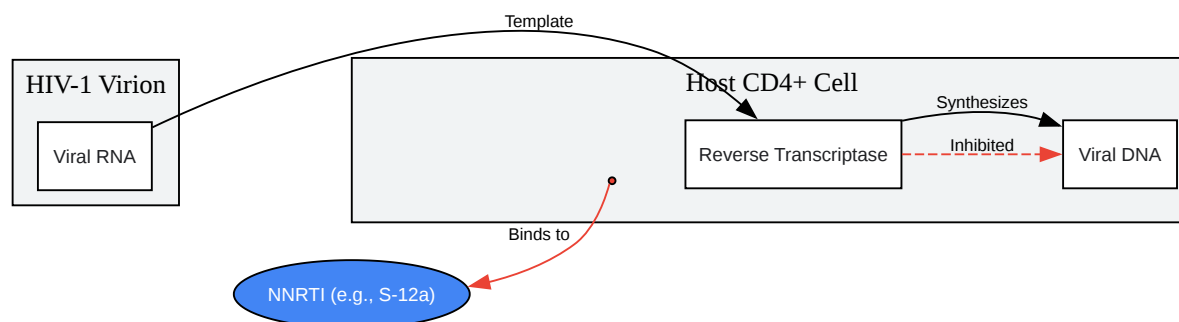 Template
HIV-1 Virion
Host CD4+ Cell
Viral RNA
Synthesizes
Reverse Transcriptase
Inhibited
Viral DNA
Binds to
NNRTI (e.g., S-12a)